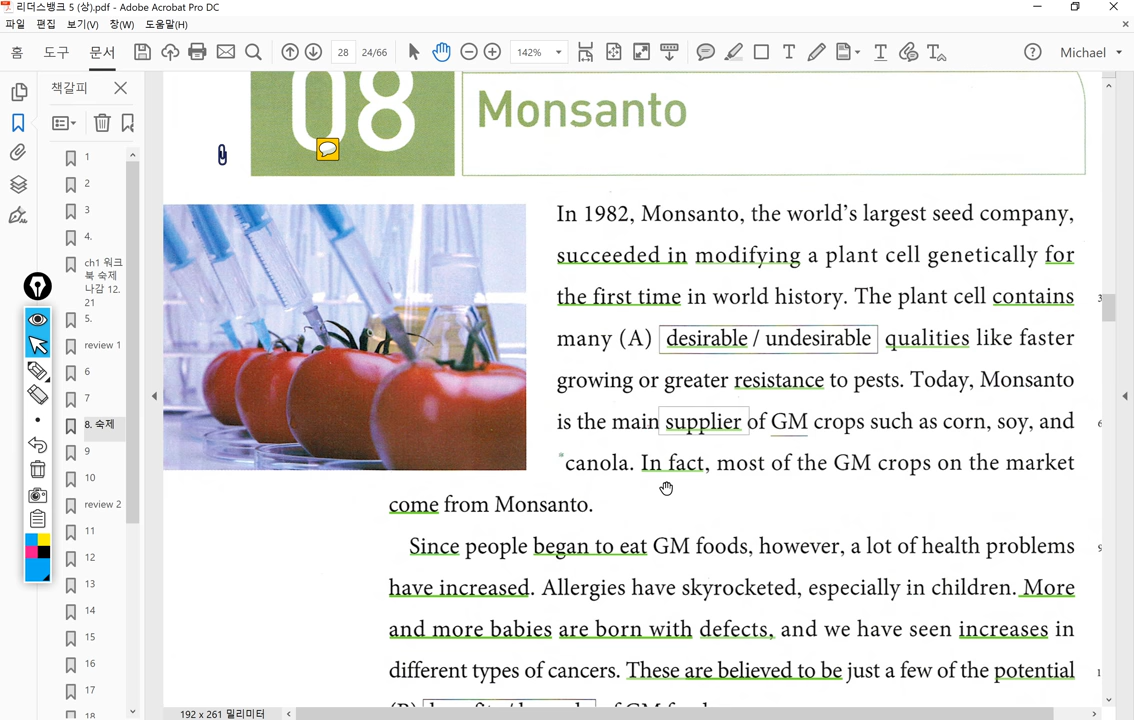 리더스뱅크 5 (상).pdf - Adobe Acrobat Pro DC
파일 편집 보기(V) 창(W) 도움말(H)
홈 도구 문서 28 24/66 142% Michael
책갈피
1
2
3
4.
ch1 워크
북 숙제
나감 12.
21
5.
review 1
6
7
8. 숙제
9
10
review 2
11
12
13
14
15
16
17
18
08
Monsanto
In 1982, Monsanto, the world's largest seed company,
succeeded in modifying a plant cell genetically for
the first time in world history. The plant cell contains 3
many (A) desirable / undesirable qualities like faster
growing or greater resistance to pests. Today, Monsanto
is the main supplier of GM crops such as corn, soy, and 6
*canola. In fact, most of the GM crops on the market
come from Monsanto.
Since people began to eat GM foods, however, a lot of health problems 9
have increased. Allergies have skyrocketed, especially in children. More
and more babies are born with defects, and we have seen increases in
different types of cancers. These are believed to be just a few of the potential
192 x 261 밀리미터